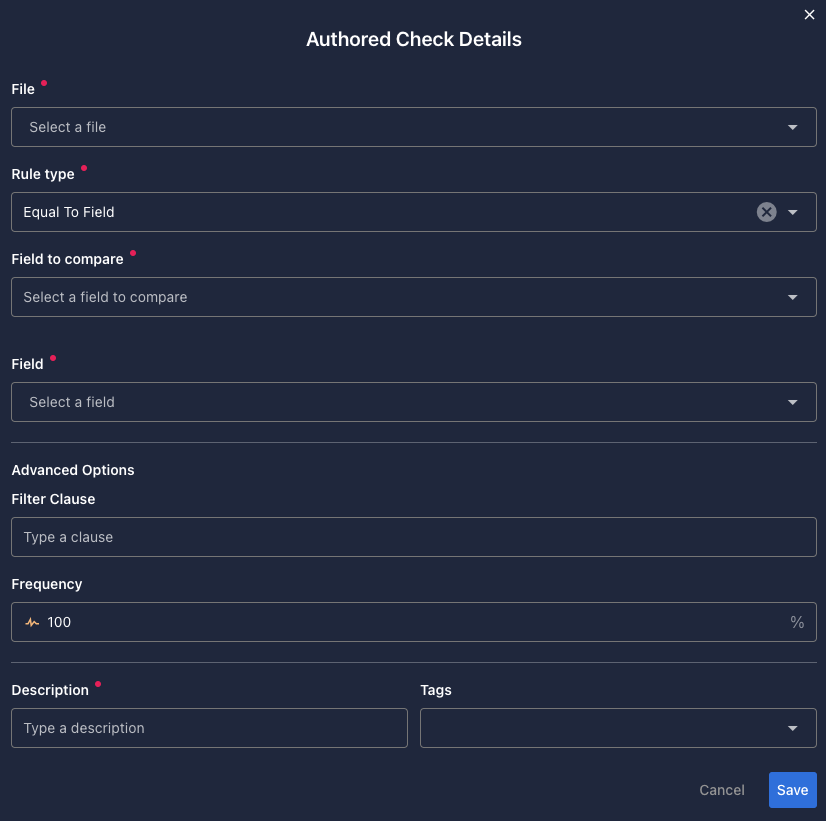 Authored Check Details
File
Select a file
Rule type
Equal To Field
Field to compare
Select a field to compare
Field
Select a field
Advanced Options
Filter Clause
Type a clause
Frequency
100 %
Description Tags
Type a description
Cancel Save